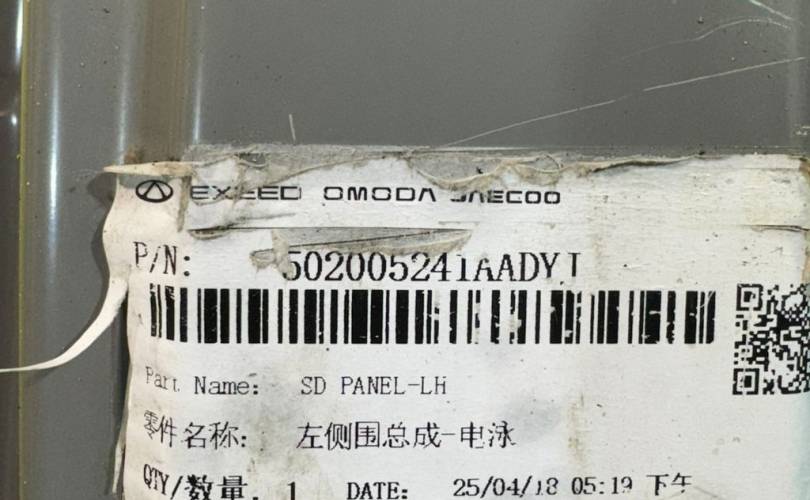 EXEED OMODA JAECOO
P/N: 502005241AADYJ
Part Name: SD PANEL-LH
零件名称: 左侧围总成-电泳
QTY/数量: 1 DATE: 25/04/18 05:19 下午